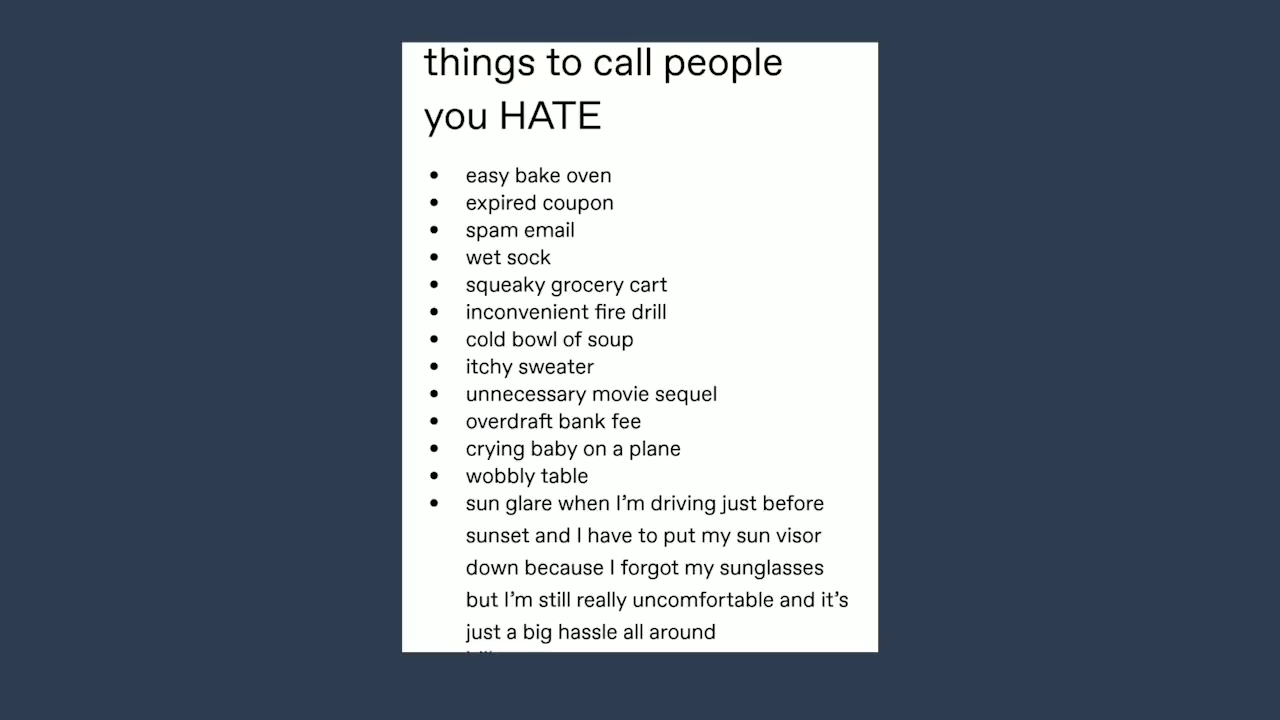 things to call people
you HATE
• easy bake oven
• expired coupon
• spam email
• wet sock
• squeaky grocery cart
• inconvenient fire drill
• cold bowl of soup
• itchy sweater
• unnecessary movie sequel
• overdraft bank fee
• crying baby on a plane
• wobbly table
• sun glare when I’m driving just before
sunset and I have to put my sun visor
down because I forgot my sunglasses
but I’m still really uncomfortable and it’s
just a big hassle all around